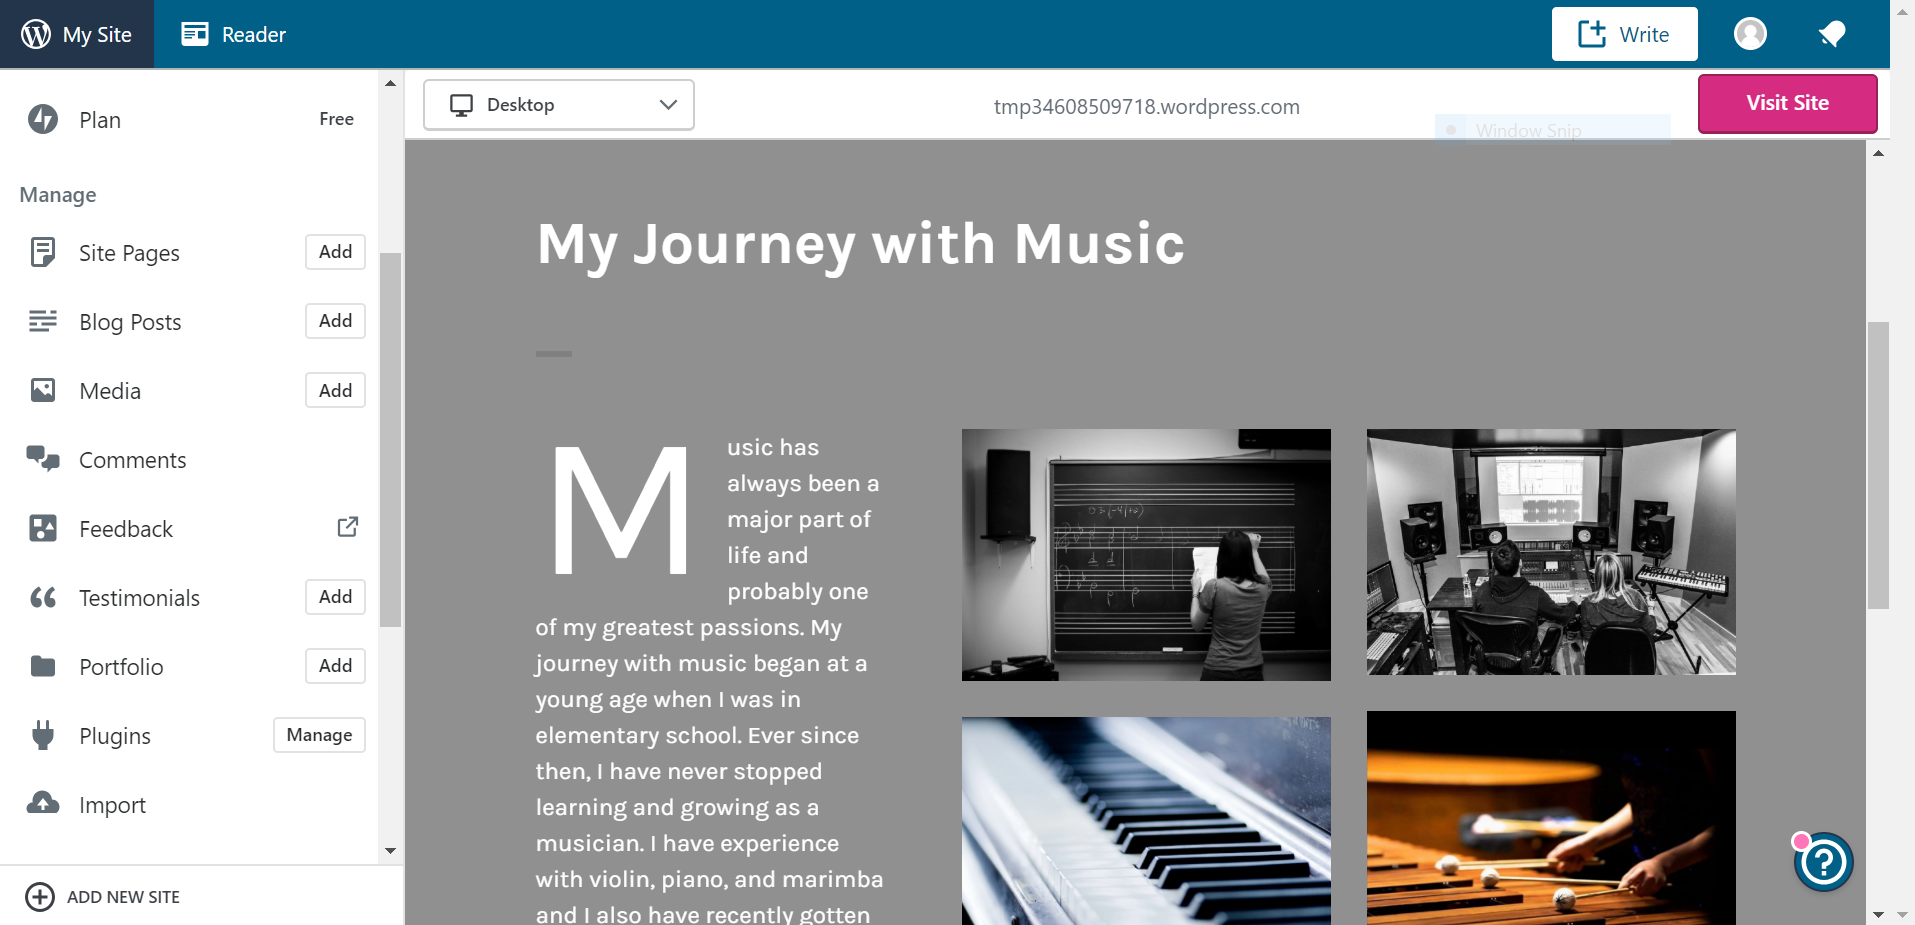 My Site
Reader
Write
Plan
Free
Manage
Site Pages
Add
Blog Posts
Add
Media
Add
Comments
Feedback
Testimonials
Add
Portfolio
Add
Plugins
Manage
Import
ADD NEW SITE
Desktop
tmp34608509718.wordpress.com
Window Snip
Visit Site
My Journey with Music
Music has
always been a
major part of
life and
probably one
of my greatest passions. My
journey with music began at a
young age when I was in
elementary school. Ever since
then, I have never stopped
learning and growing as a
musician. I have experience
with violin, piano, and marimba
and I also have recently gotten